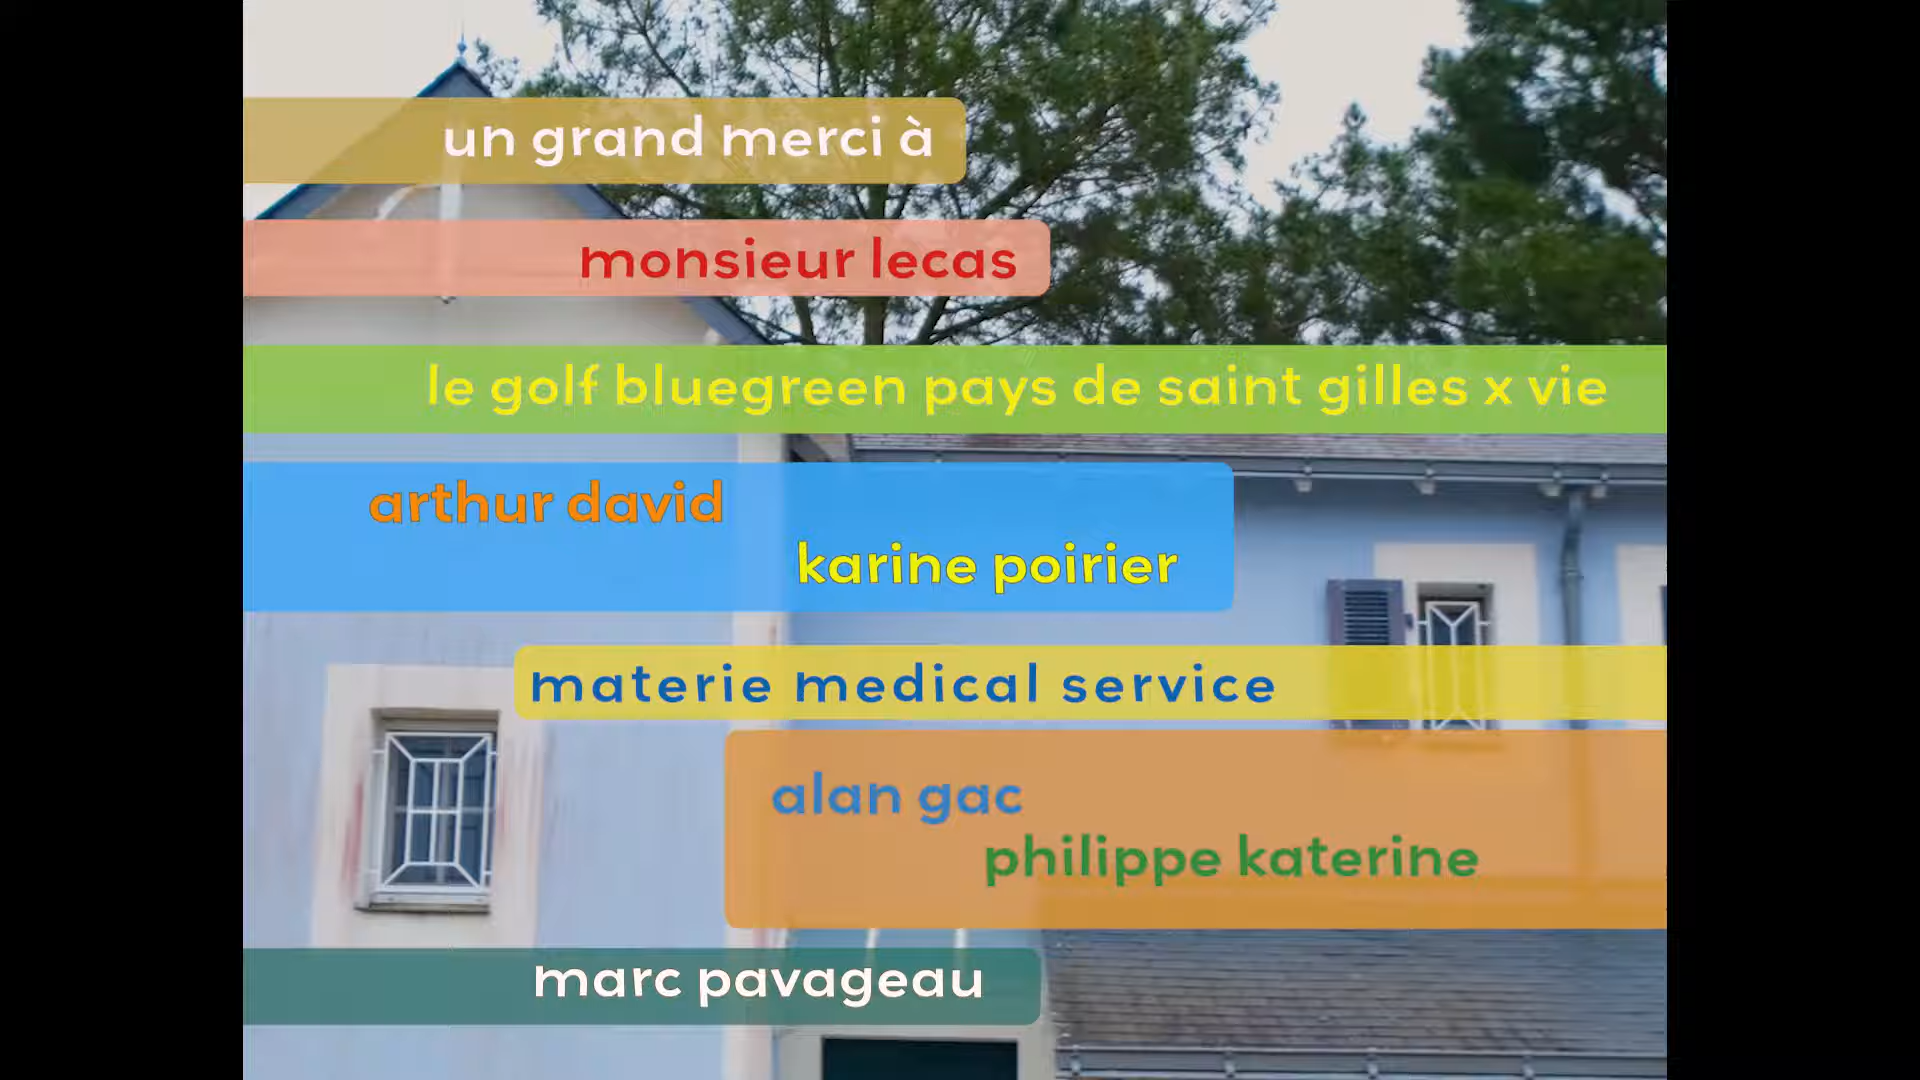 un grand merci à
monsieur lecas
le golf bluegreen pays de saint gilles x vie
arthur david
karine poirier
materie medical service
alan gac
philippe katerine
marc pavageau